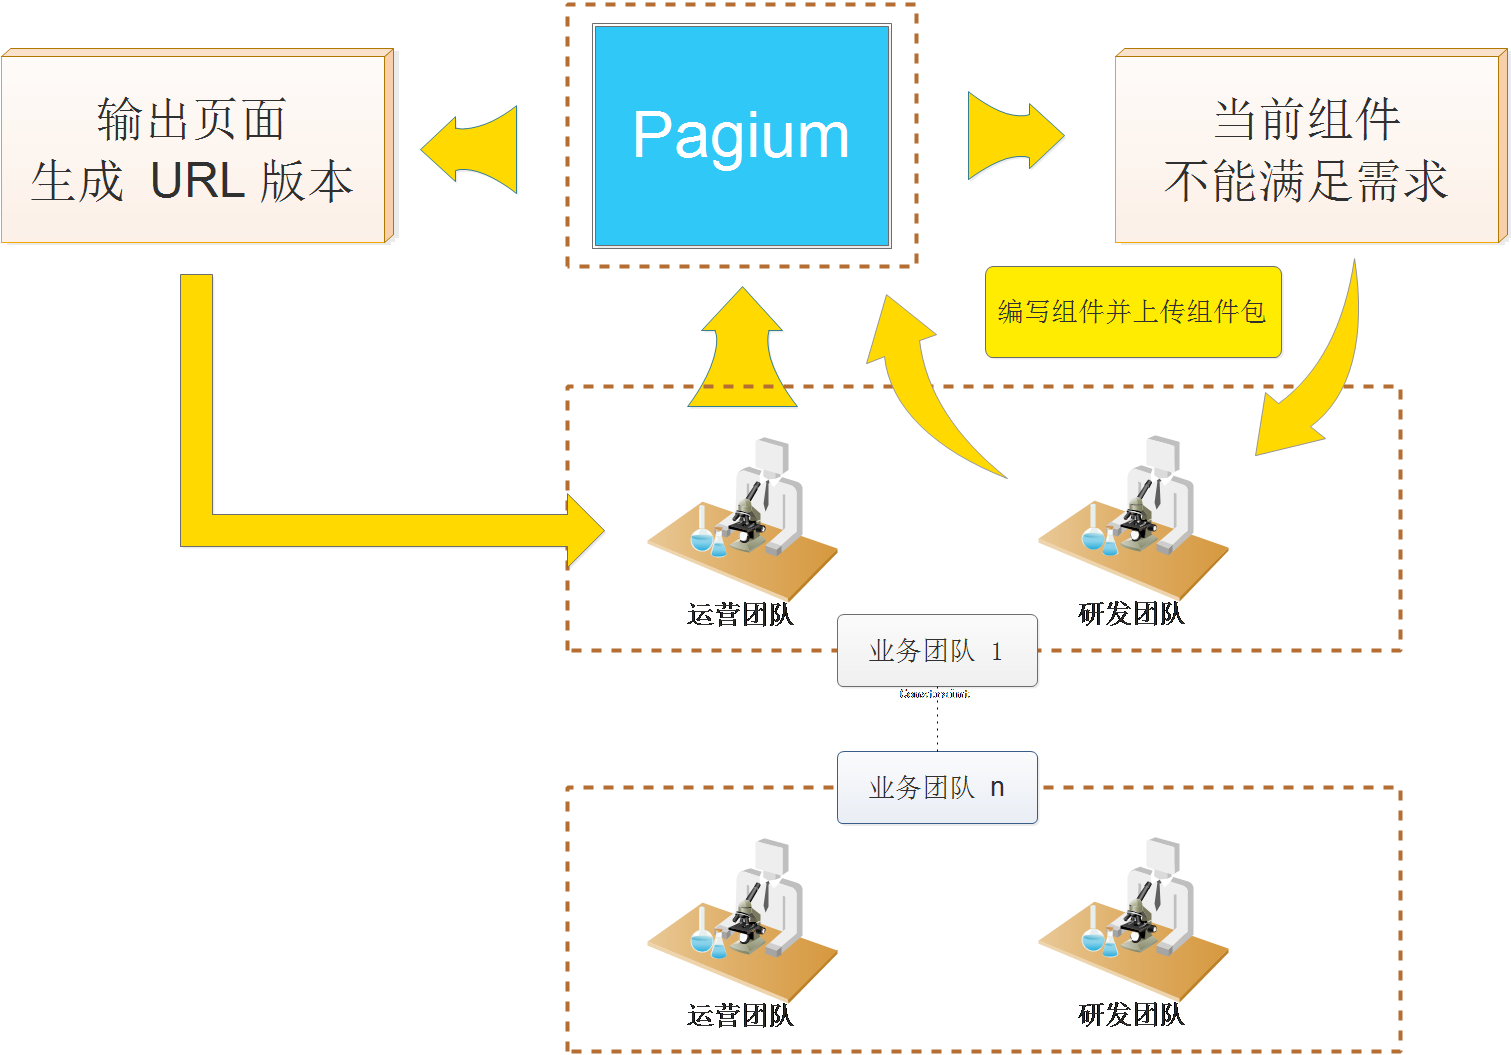 输出页面
生成 URL 版本
Pagium
当前组件
不能满足需求
编写组件并上传组件包
运营团队
研发团队
业务团队 1
业务团队 n
运营团队
研发团队